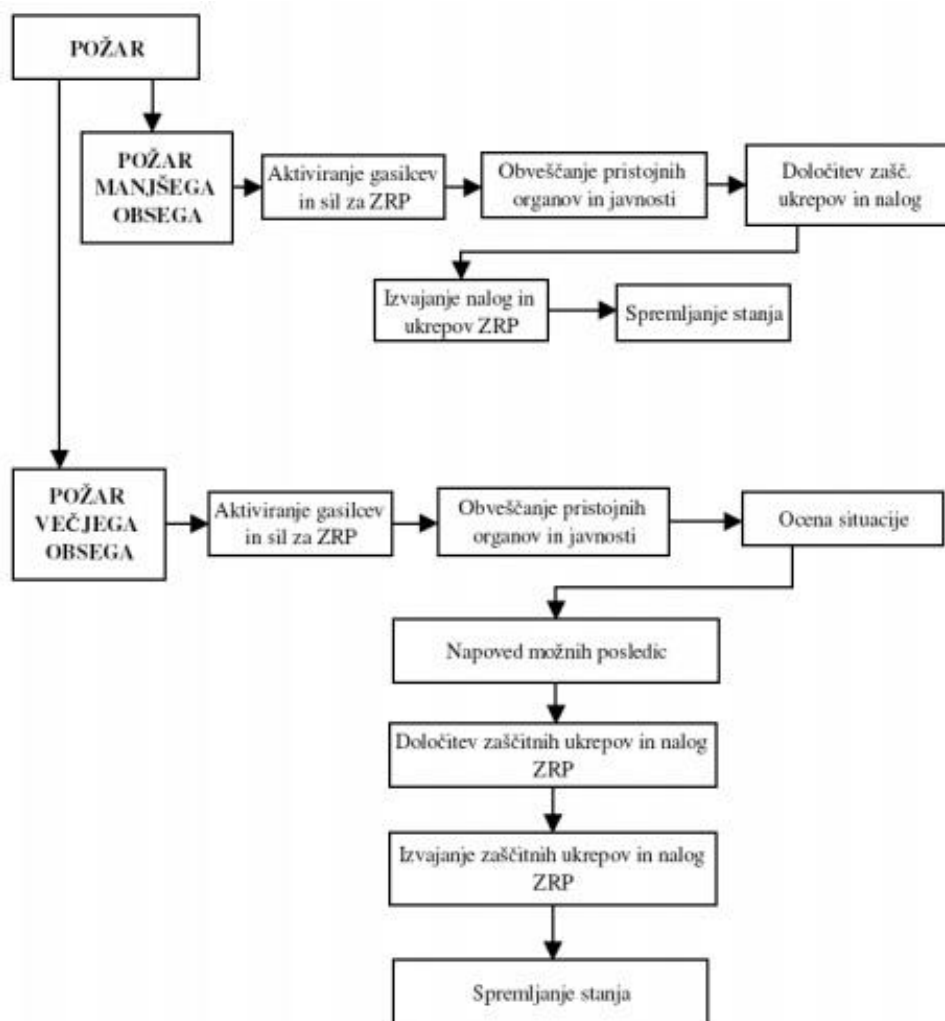 POŽAR
POŽAR
MANJŠEGA
OBSEGA
Aktiviranje gasilcev
in sil za ZRP
Obveščanje pristojnih
organov in javnosti
Določitev zašč.
ukrepov in nalog
Izvajanje nalog in
ukrepov ZRP
Spremljanje stanja
POŽAR
VEČJEGA
OBSEGA
Aktiviranje gasilcev
in sil za ZRP
Obveščanje pristojnih
organov in javnosti
Ocena situacije
Napoved možnih posledic
Določitev zaščitnih ukrepov in nalog
ZRP
Izvajanje zaščitnih ukrepov in nalog
ZRP
Spremljanje stanja